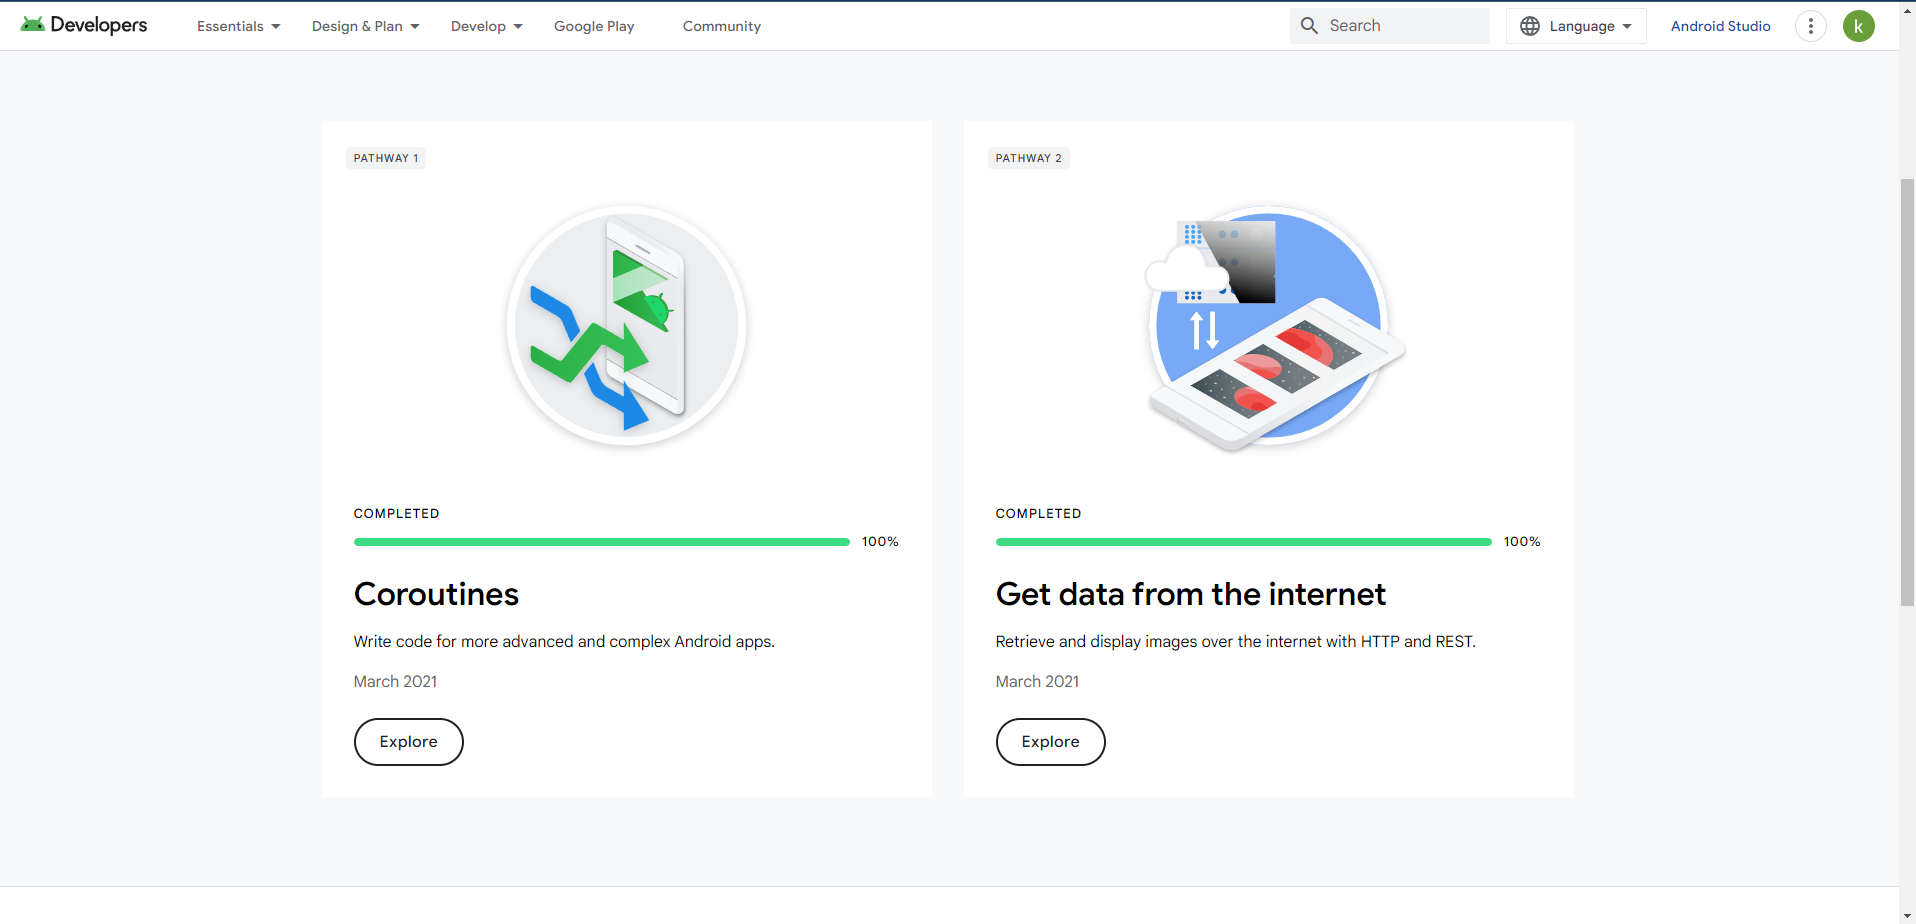 Developers Essentials Design & Plan Develop Google Play Community Search Language Android Studio k
PATHWAY 1
COMPLETED
100%
Coroutines
Write code for more advanced and complex Android apps.
March 2021
Explore
PATHWAY 2
COMPLETED
100%
Get data from the internet
Retrieve and display images over the internet with HTTP and REST.
March 2021
Explore